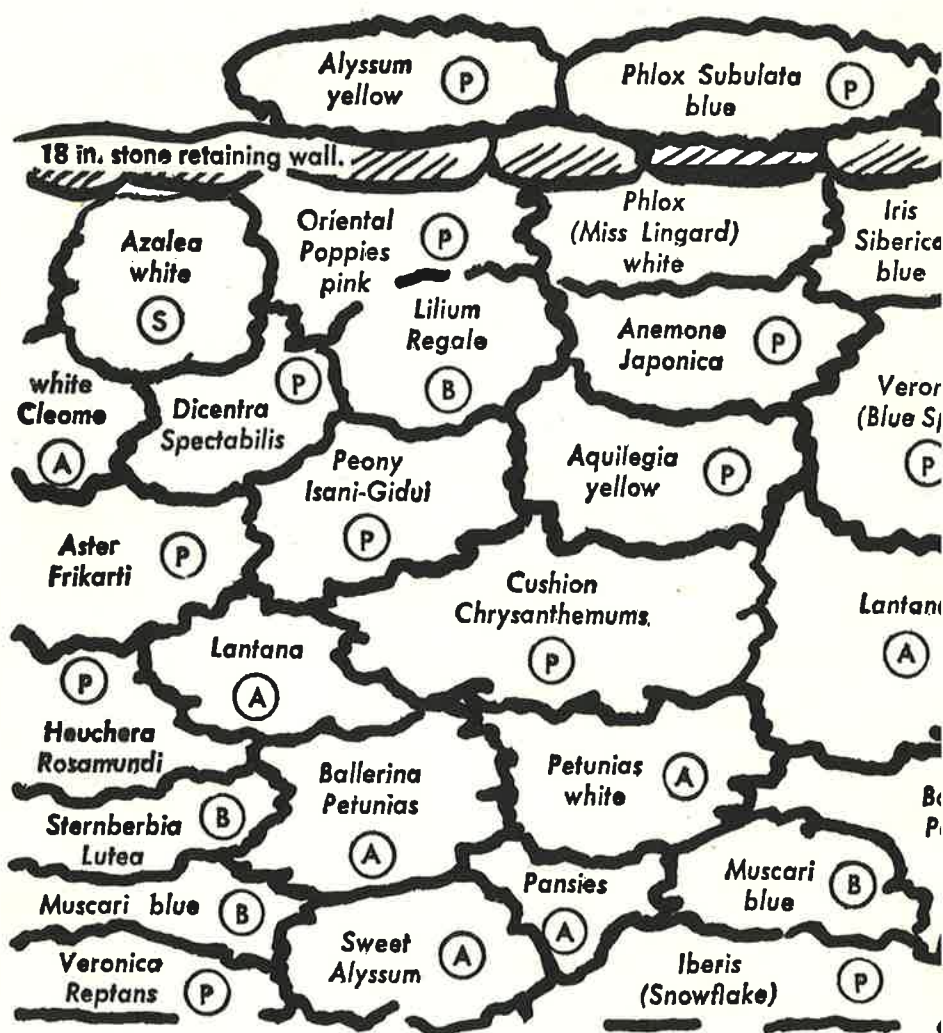 Alyssum
yellow
P
Phlox Subulata
blue
P
18 in. stone retaining wall.
Azalea
white
S
Oriental
Poppies
pink
P
Phlox
(Miss Lingard)
white
Iris
Siberica
blue
Lilium
Regale
B
Anemone
Japonica
P
white
Cleome
A
Dicentra
Spectabilis
P
(Blue
P
Peony
Isani-Gidui
P
Aquilegia
yellow
P
Aster
Frikarti
P
Cushion
Chrysanthemums.
P
Lantana
A
Lantana
A
P
Heuchera
Rosamundi
Ballerina
Petunias
A
Petunias
white
A
Sternberbia
Lutea
B
Muscari blue
B
Pansies
A
Muscari
blue
B
Veronica
Reptans
P
Sweet
Alyssum
A
Iberis
(Snowflake)
P